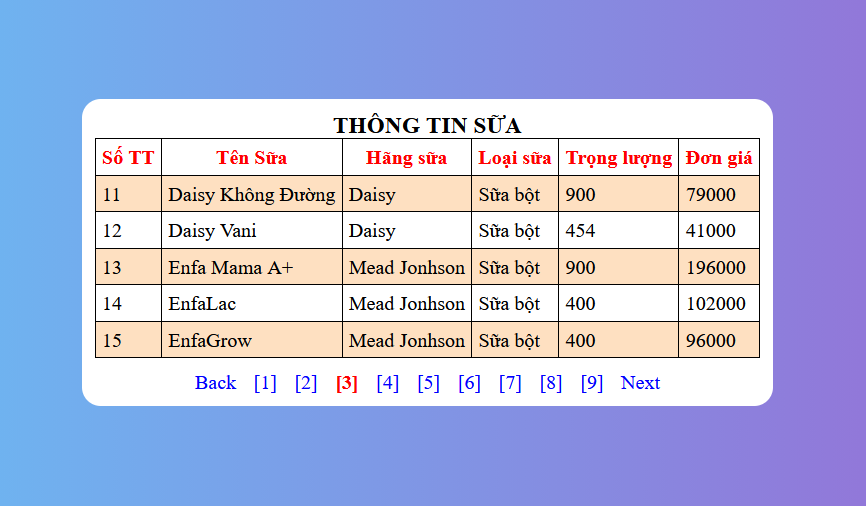 THÔNG TIN SỮA
Số TT Tên Sữa Hãng sữa Loại sữa Trọng lượng Đơn giá
11 Daisy Không Đường Daisy Sữa bột 900 79000
12 Daisy Vani Daisy Sữa bột 454 41000
13 Enfa Mama A+ Mead Jonhson Sữa bột 900 196000
14 EnfaLac Mead Jonhson Sữa bột 400 102000
15 EnfaGrow Mead Jonhson Sữa bột 400 96000
Back [1] [2] [3] [4] [5] [6] [7] [8] [9] Next